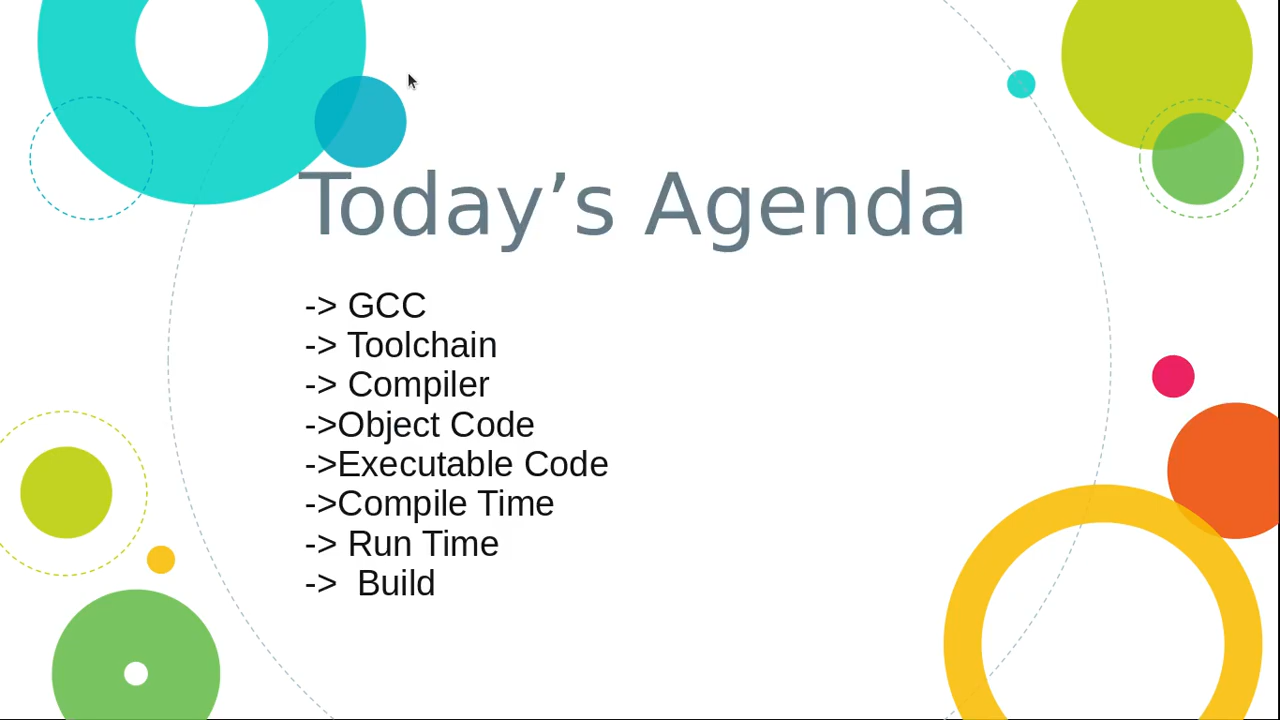 Today’s Agenda
-> GCC
-> Toolchain
-> Compiler
->Object Code
->Executable Code
->Compile Time
-> Run Time
->  Build